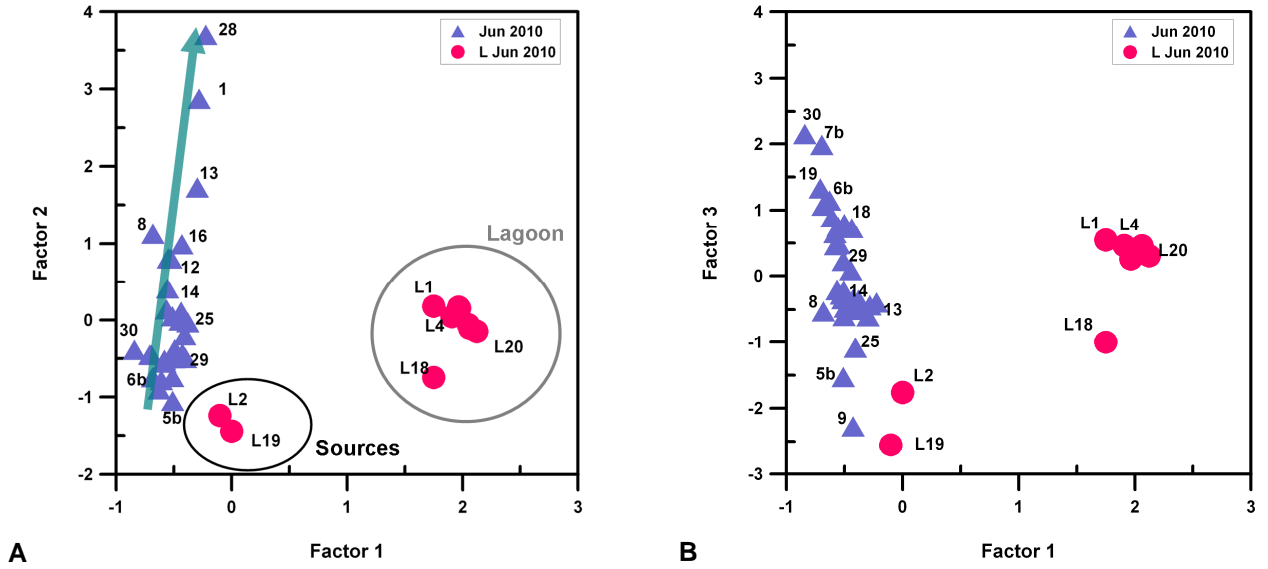 4
3
2
1
0
-1
-2
-1
0
1
2
3
Factor 2
Factor 1
Jun 2010
L Jun 2010
28
1
13
8
16
12
14
25
30
29
6b
5b
L2
L19
Sources
Lagoon
L1
L4
L20
L18
A
4
3
2
1
0
-1
-2
-3
-1
0
1
2
3
Factor 3
Factor 1
Jun 2010
L Jun 2010
30
7b
19
6b
18
29
14
8
13
25
5b
9
L1
L4
L20
L18
L2
L19
B